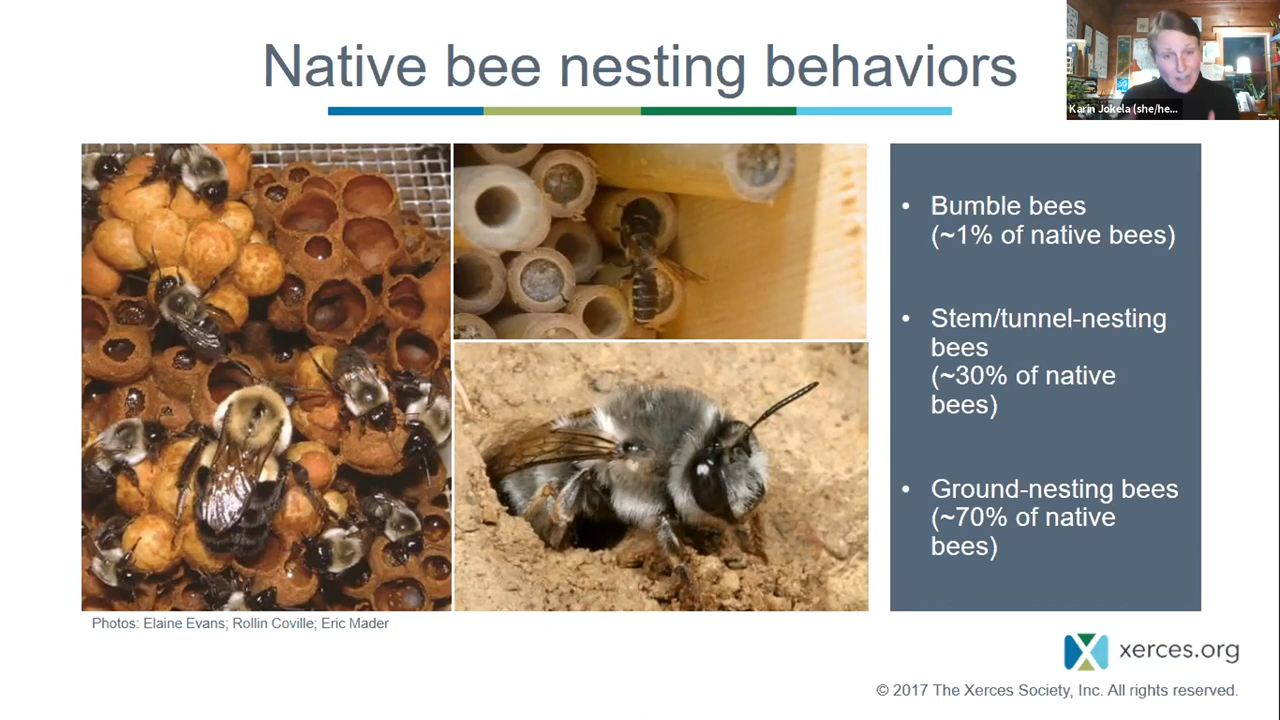 Native bee nesting behaviors
Karin Jokela (she/he...
• Bumble bees
(~1% of native bees)
• Stem/tunnel-nesting
bees
(~30% of native
bees)
• Ground-nesting bees
(~70% of native
bees)
Photos: Elaine Evans; Rollin Coville; Eric Mader
xerces.org
© 2017 The Xerces Society, Inc. All rights reserved.